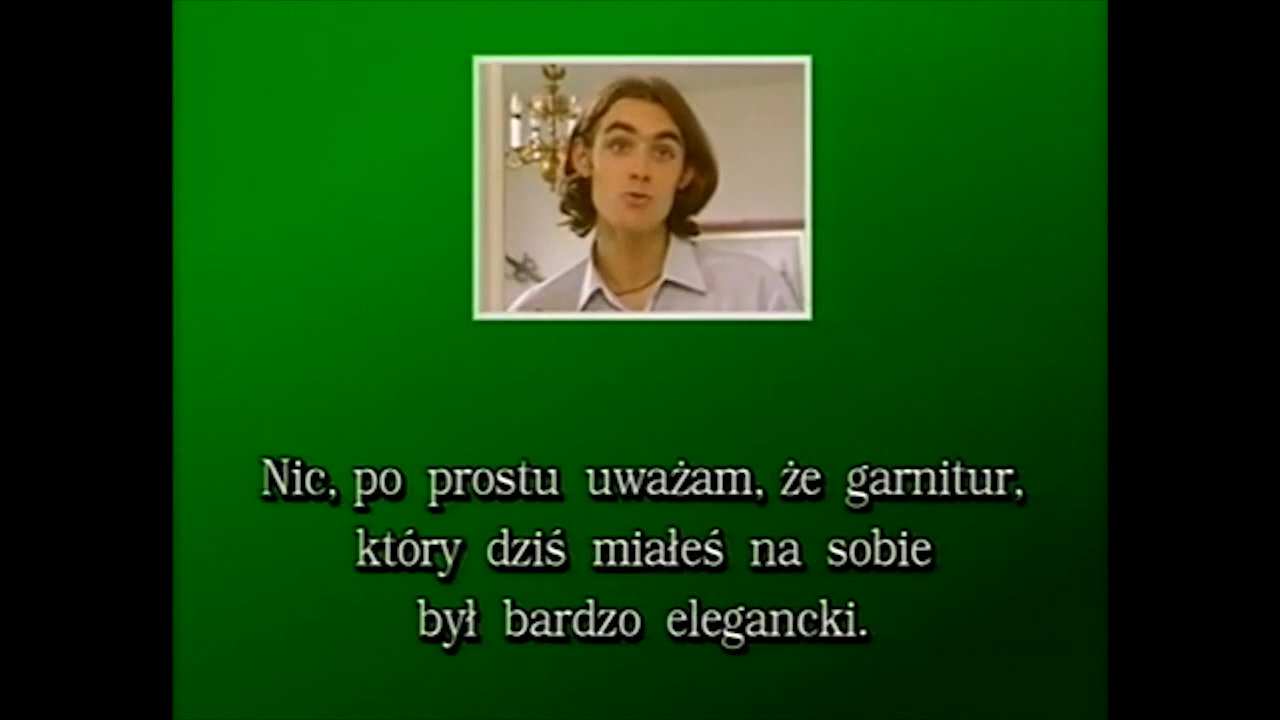 Nic, po prostu uważam, że garnitur,
który dziś miałeś na sobie
był bardzo elegancki.